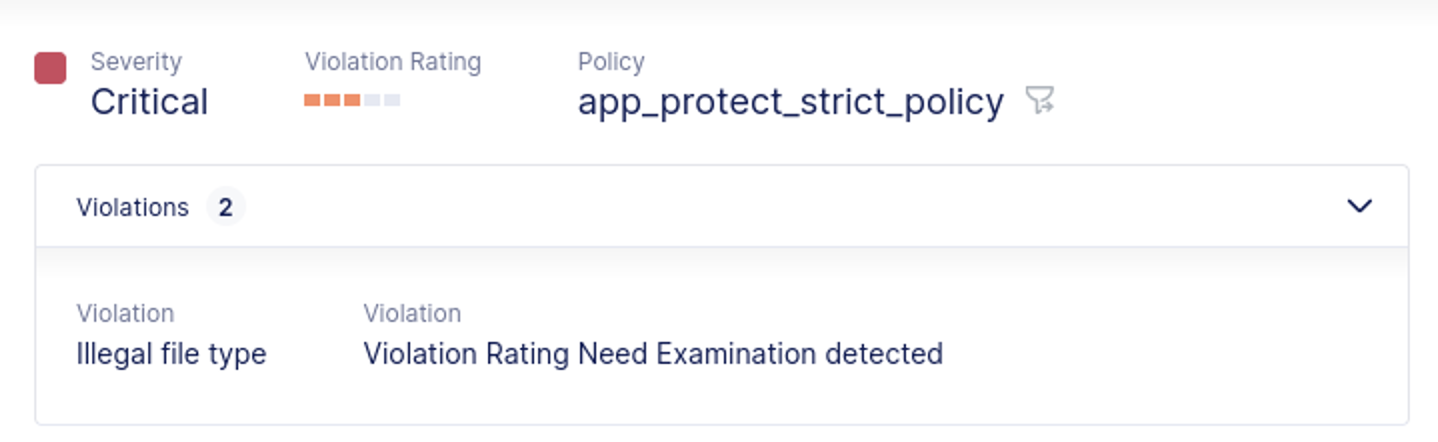 Severity Violation Rating Policy
Critical app_protect_strict_policy
Violations 2
Violation Violation
Illegal file type Violation Rating Need Examination detected